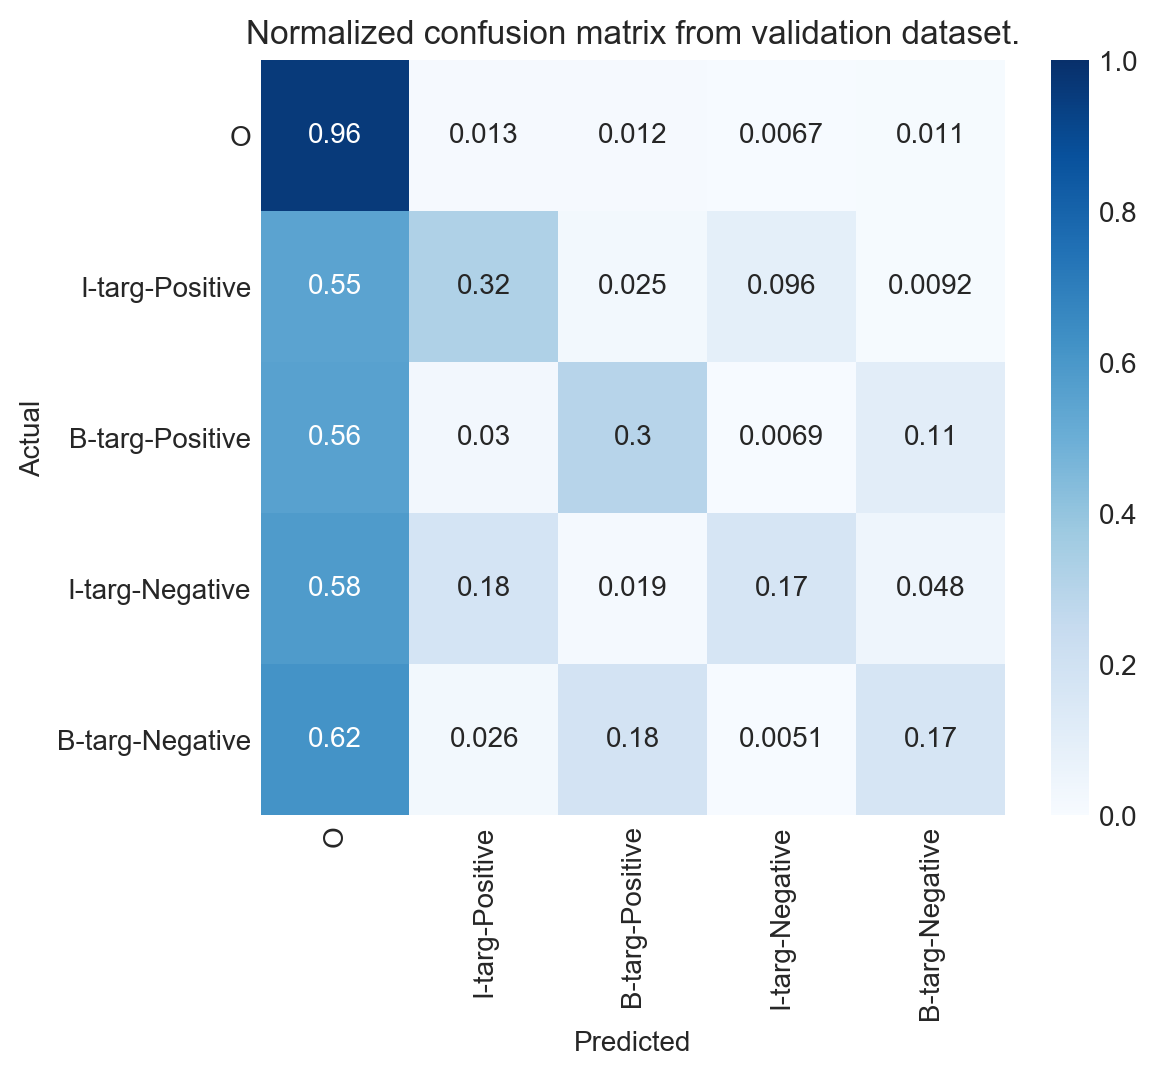 Normalized confusion matrix from validation dataset.
O 0.96 0.013 0.012 0.0067 0.011
I-targ-Positive 0.55 0.32 0.025 0.096 0.0092
B-targ-Positive 0.56 0.03 0.3 0.0069 0.11
I-targ-Negative 0.58 0.18 0.019 0.17 0.048
B-targ-Negative 0.62 0.026 0.18 0.0051 0.17
Actual
O
I-targ-Positive
B-targ-Positive
I-targ-Negative
B-targ-Negative
Predicted
1.0
0.8
0.6
0.4
0.2
0.0